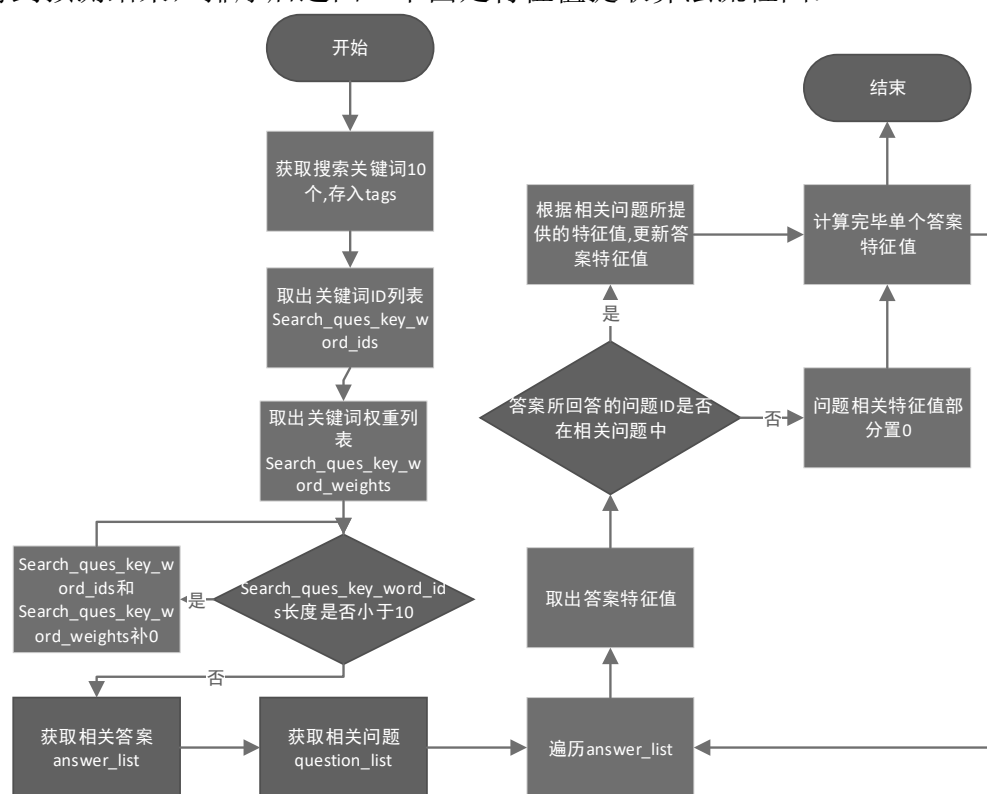 开始
获取搜索关键词10
个,存入tags
取出关键词ID列表
Search_ques_key_w
ord_ids
取出关键词权重列
表
Search_ques_key_w
ord_weights
Search_ques_key_word_id
s长度是否小于10
是
Search_ques_key_w
ord_ids和
Search_ques_key_w
ord_weights补0
否
获取相关答案
answer_list
获取相关问题
question_list
遍历answer_list
取出答案特征值
答案所回答的问题ID是否
在相关问题中
是
根据相关问题所提
供的特征值,更新答
案特征值
否
问题相关特征值部
分置0
计算完毕单个答案
特征值
结束